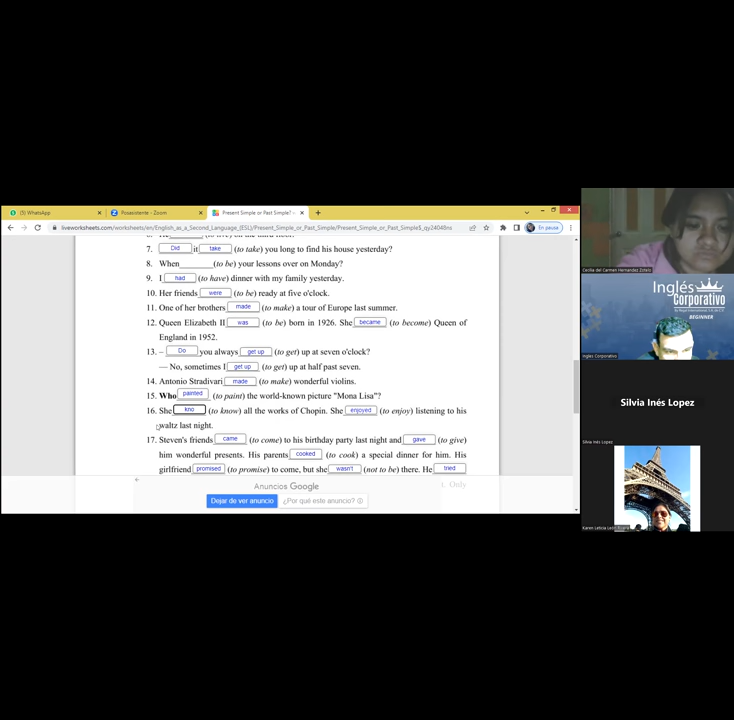 (5) WhatsApp
Posasistente - Zoom
Present Simple or Past Simple? -
liveworksheets.com/worksheets/en/English_as_a_Second_Language_(ESL)/Present_Simple_or_Past_Simple/Present_Simple_or_Past_Simple$_qy24048ns
En pausa
7. Did it take (to take) you long to find his house yesterday?
8. When (to be) your lessons over on Monday?
9. I had (to have) dinner with my family yesterday.
10. Her friends were (to be) ready at five o'clock.
11. One of her brothers made (to make) a tour of Europe last summer.
12. Queen Elizabeth II was (to be) born in 1926. She became (to become) Queen of
England in 1952.
13. – Do you always get up (to get) up at seven o'clock?
— No, sometimes I get up (to get) up at half past seven.
14. Antonio Stradivari made (to make) wonderful violins.
15. Who painted (to paint) the world-known picture "Mona Lisa"?
16. She kno (to know) all the works of Chopin. She enjoyed (to enjoy) listening to his
waltz last night.
17. Steven's friends came (to come) to his birthday party last night and gave (to give)
him wonderful presents. His parents cooked (to cook) a special dinner for him. His
girlfriend promised (to promise) to come, but she wasn't (not to be) there. He tried
Only
Anuncios Google
Dejar de ver anuncio
¿Por qué este anuncio?
Cecilia del Carmen Hernandez
Inglés
Corporativo
BEGINNER
Ingles Corporativo
Silvia Inés Lopez
Silvia Inés Lopez
Karen Leticia León